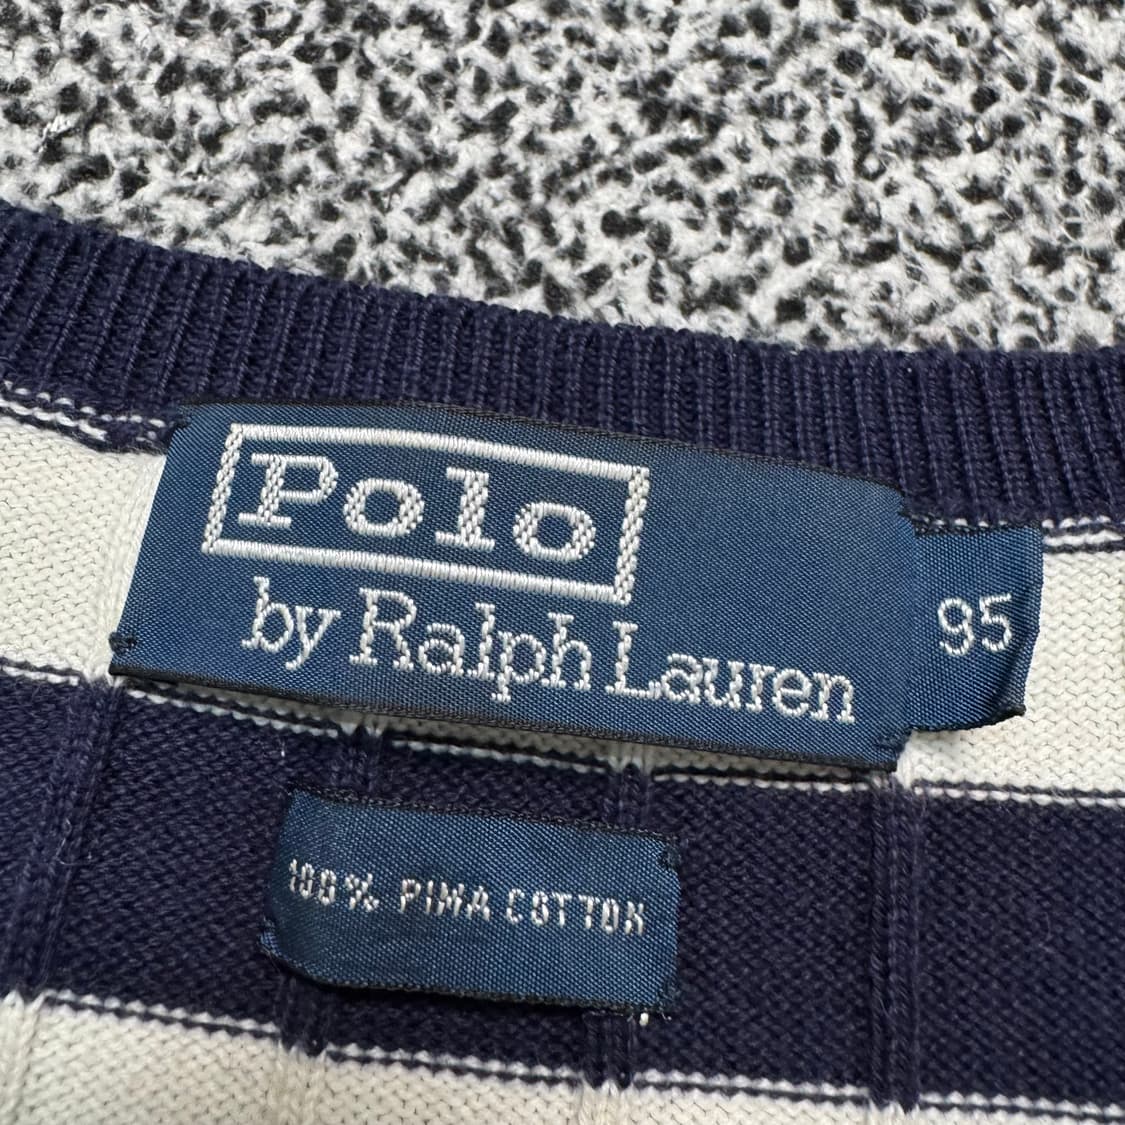 Polo
by Ralph Lauren
95
100% PIMA COTTON